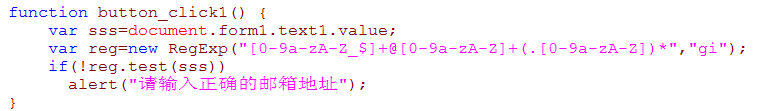 function button_click1() {
var sss=document.form1.text1.value;
var reg=new RegExp("[0-9a-zA-Z_$]+@[0-9a-zA-Z]+(.[0-9a-zA-Z])*","gi");
if(!reg.test(sss))
alert("请输入正确的邮箱地址");
}